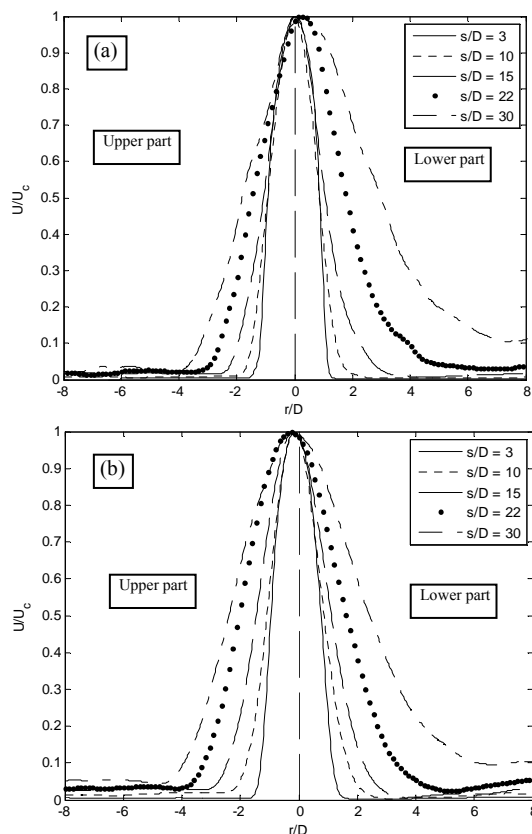 (a)
s/D = 3
s/D = 10
s/D = 15
s/D = 22
s/D = 30
Upper part
Lower part
U/Uc
1
0.9
0.8
0.7
0.6
0.5
0.4
0.3
0.2
0.1
0
-8 -6 -4 -2 0 2 4 6 8
r/D
(b)
s/D = 3
s/D = 10
s/D = 15
s/D = 22
s/D = 30
Upper part
Lower part
U/Uc
1
0.9
0.8
0.7
0.6
0.5
0.4
0.3
0.2
0.1
0
-8 -6 -4 -2 0 2 4 6 8
r/D